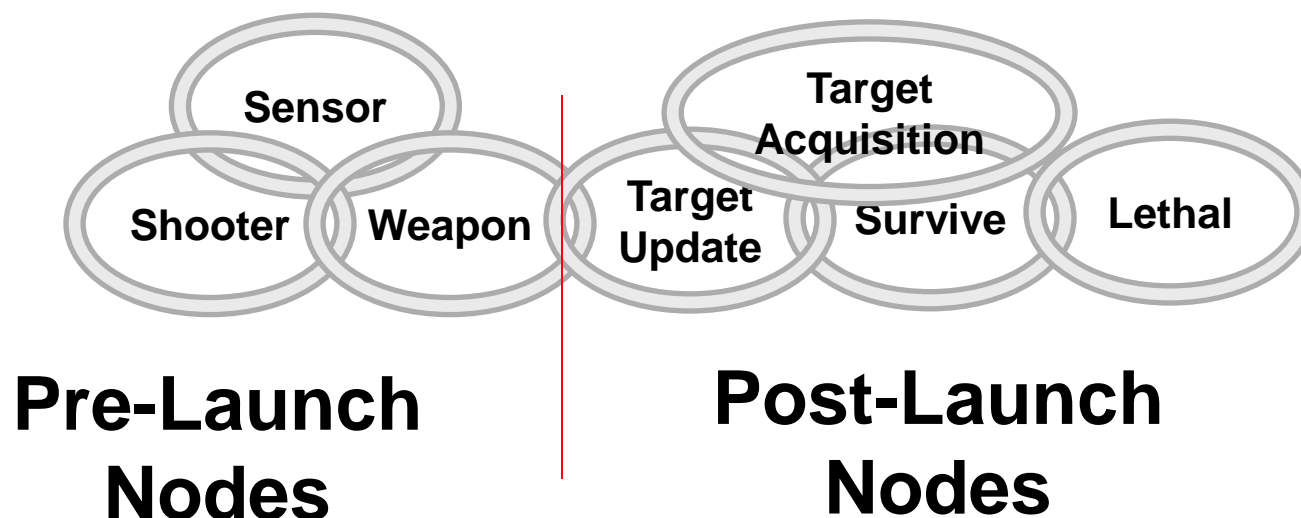 Sensor
Shooter
Weapon
Target
Acquisition
Target
Update
Survive
Lethal
Pre-Launch
Nodes
Post-Launch
Nodes